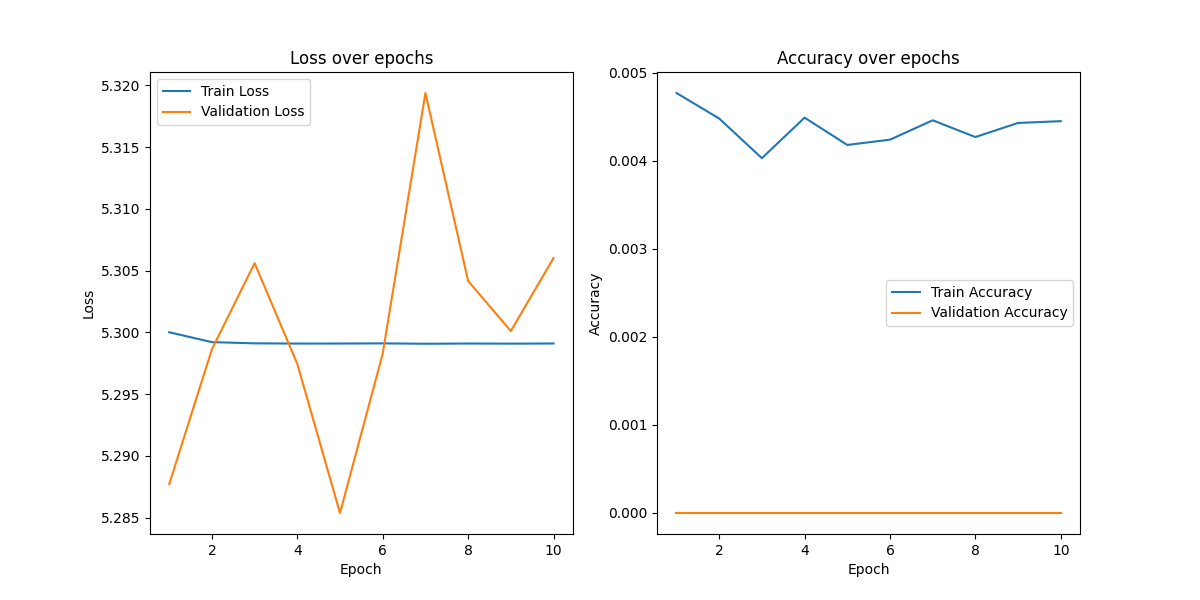 Loss over epochs
5.320
5.315
5.310
5.305
5.300
5.295
5.290
5.285
Loss
Train Loss
Validation Loss
2 4 6 8 10
Epoch
Accuracy over epochs
0.005
0.004
0.003
0.002
0.001
0.000
Accuracy
Train Accuracy
Validation Accuracy
2 4 6 8 10
Epoch